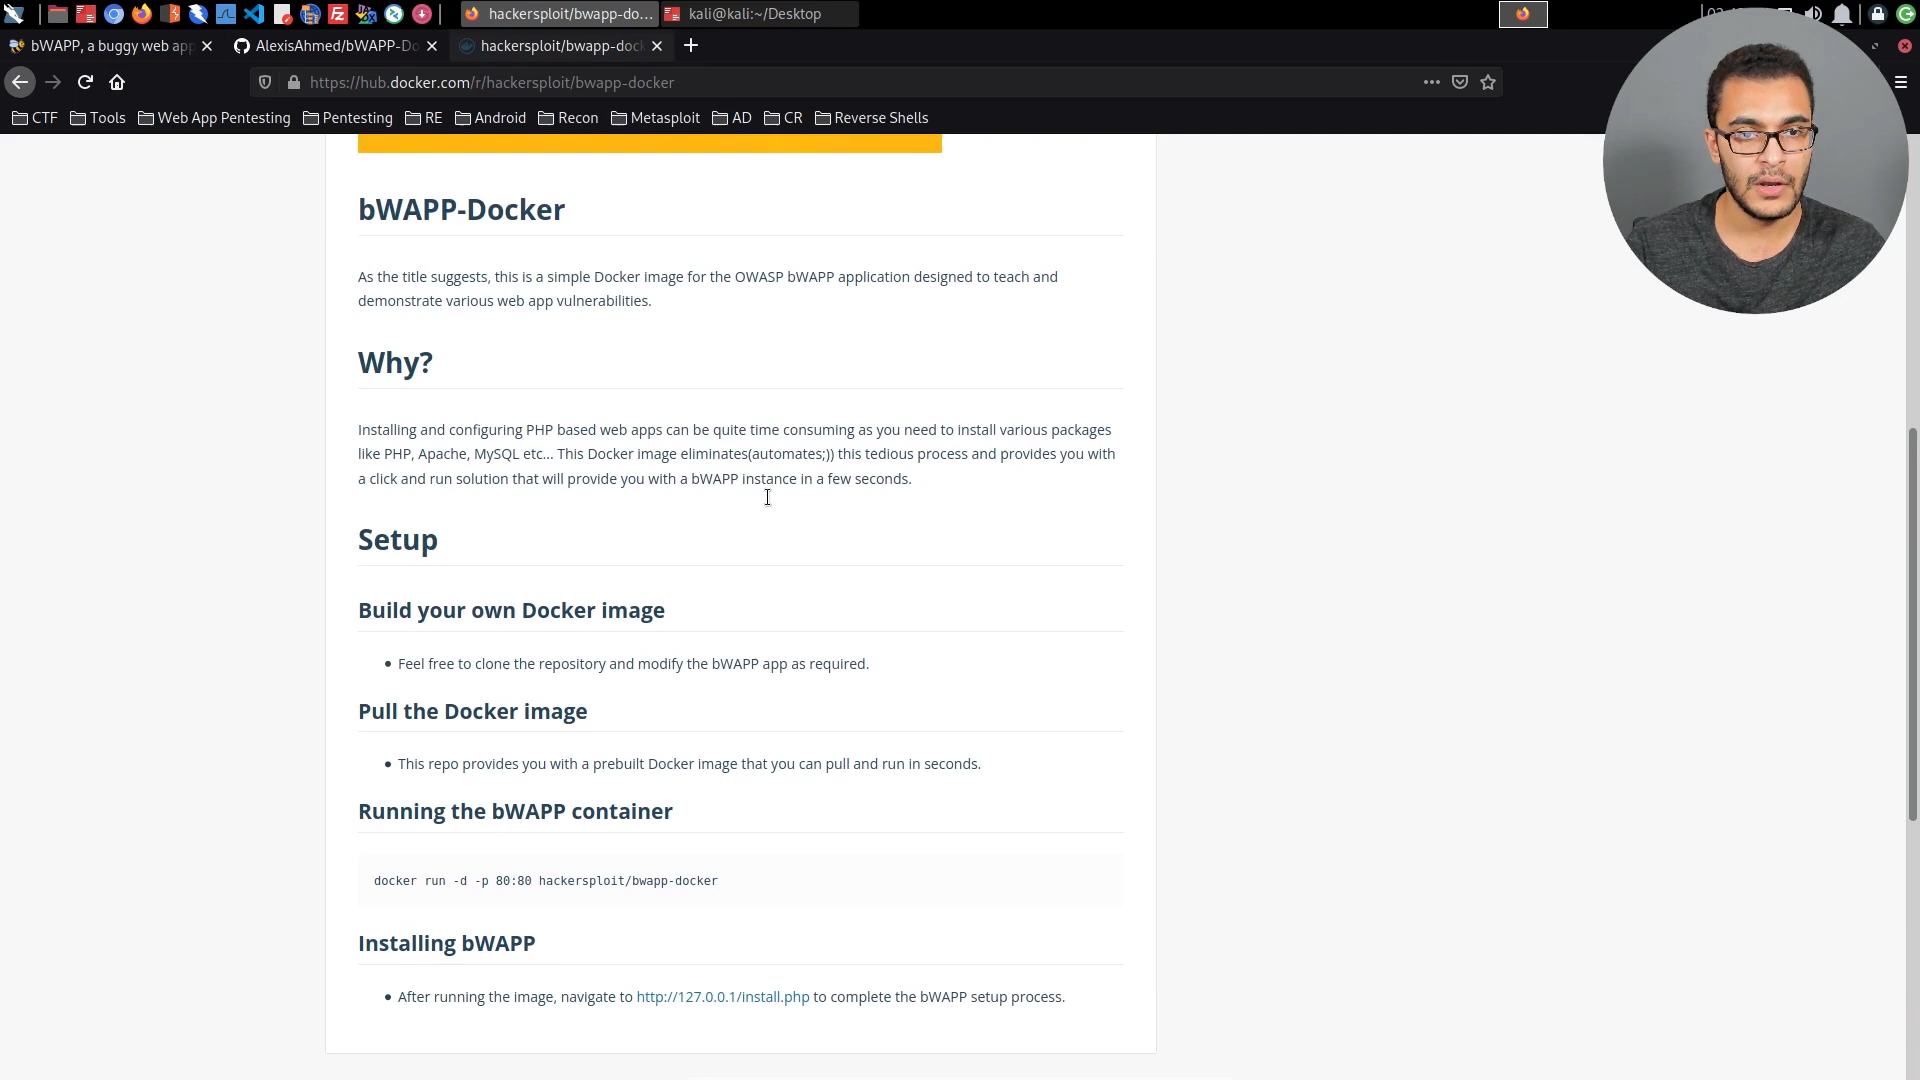 hackersploit/bwapp-do...
kali@kali:~/Desktop
bWAPP, a buggy web app
AlexisAhmed/bWAPP-Do
hackersploit/bwapp-dock
https://hub.docker.com/r/hackersploit/bwapp-docker
CTF
Tools
Web App Pentesting
Pentesting
RE
Android
Recon
Metasploit
AD
CR
Reverse Shells
bWAPP-Docker
As the title suggests, this is a simple Docker image for the OWASP bWAPP application designed to teach and
demonstrate various web app vulnerabilities.
Why?
Installing and configuring PHP based web apps can be quite time consuming as you need to install various packages
like PHP, Apache, MySQL etc... This Docker image eliminates(automates;)) this tedious process and provides you with
a click and run solution that will provide you with a bWAPP instance in a few seconds.
Setup
Build your own Docker image
• Feel free to clone the repository and modify the bWAPP app as required.
Pull the Docker image
• This repo provides you with a prebuilt Docker image that you can pull and run in seconds.
Running the bWAPP container
docker run -d -p 80:80 hackersploit/bwapp-docker
Installing bWAPP
• After running the image, navigate to http://127.0.0.1/install.php to complete the bWAPP setup process.